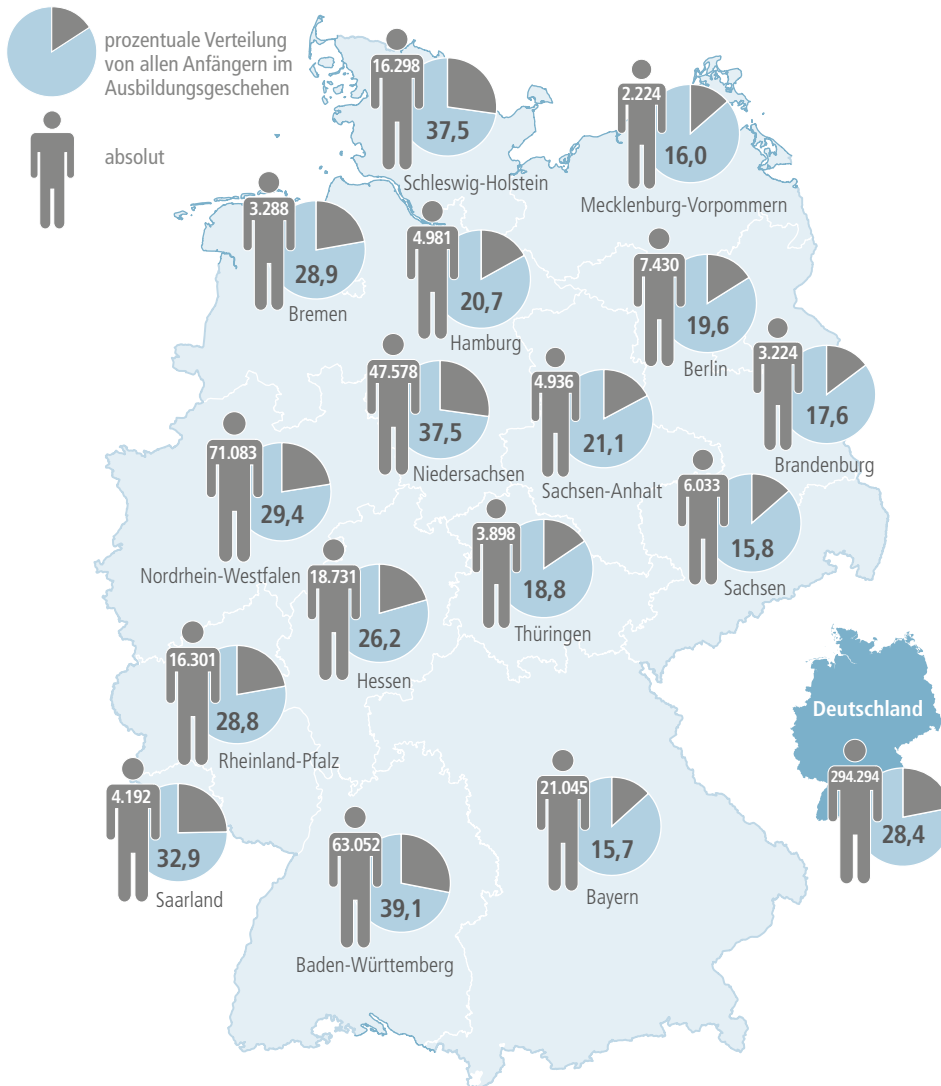 prozentuale Verteilung
von allen Anfängern im
Ausbildungsgeschehen
absolut
16.298
37,5
Schleswig-Holstein
2.224
16,0
Mecklenburg-Vorpommern
3.288
28,9
Bremen
4.981
20,7
Hamburg
7.430
19,6
Berlin
3.224
17,6
Brandenburg
47.578
37,5
Niedersachsen
4.936
21,1
Sachsen-Anhalt
71.083
29,4
Nordrhein-Westfalen
6.033
15,8
Sachsen
3.898
18,8
Thüringen
18.731
26,2
Hessen
16.301
28,8
Rheinland-Pfalz
Deutschland
294.294
28,4
4.192
32,9
Saarland
63.052
39,1
Baden-Württemberg
21.045
15,7
Bayern